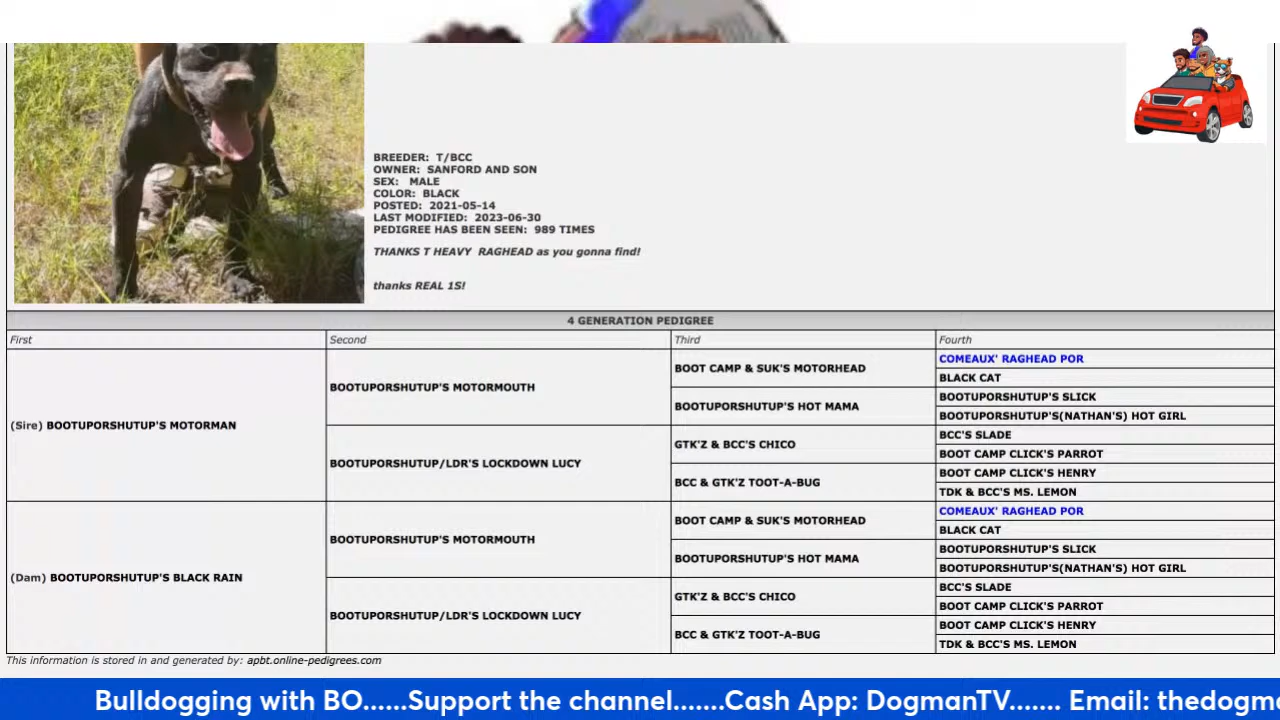 BREEDER: T/BCC
OWNER: SANFORD AND SON
SEX: MALE
COLOR: BLACK
POSTED: 2021-05-14
LAST MODIFIED: 2023-06-30
PEDIGREE HAS BEEN SEEN: 989 TIMES
THANKS T HEAVY RAGHEAD as you gonna find!
thanks REAL 1S!
4 GENERATION PEDIGREE
First Second Third Fourth
(Sire) BOOTUPORSHUTUP'S MOTORMAN
BOOTUPORSHUTUP'S MOTORMOUTH
BOOT CAMP & SUK'S MOTORHEAD
COMEAUX' RAGHEAD POR
BLACK CAT
BOOTUPORSHUTUP'S HOT MAMA
BOOTUPORSHUTUP'S SLICK
BOOTUPORSHUTUP'S(NATHAN'S) HOT GIRL
BOOTUPORSHUTUP/LDR'S LOCKDOWN LUCY
GTK'Z & BCC'S CHICO
BCC'S SLADE
BOOT CAMP CLICK'S PARROT
BCC & GTK'Z TOOT-A-BUG
BOOT CAMP CLICK'S HENRY
TDK & BCC'S MS. LEMON
(Dam) BOOTUPORSHUTUP'S BLACK RAIN
BOOTUPORSHUTUP'S MOTORMOUTH
BOOT CAMP & SUK'S MOTORHEAD
COMEAUX' RAGHEAD POR
BLACK CAT
BOOTUPORSHUTUP'S HOT MAMA
BOOTUPORSHUTUP'S SLICK
BOOTUPORSHUTUP'S(NATHAN'S) HOT GIRL
BOOTUPORSHUTUP/LDR'S LOCKDOWN LUCY
GTK'Z & BCC'S CHICO
BCC'S SLADE
BOOT CAMP CLICK'S PARROT
BCC & GTK'Z TOOT-A-BUG
BOOT CAMP CLICK'S HENRY
TDK & BCC'S MS. LEMON
This information is stored in and generated by: apbt.online-pedigrees.com
Bulldogging with BO......Support the channel.......Cash App: DogmanTV....... Email: thedogm